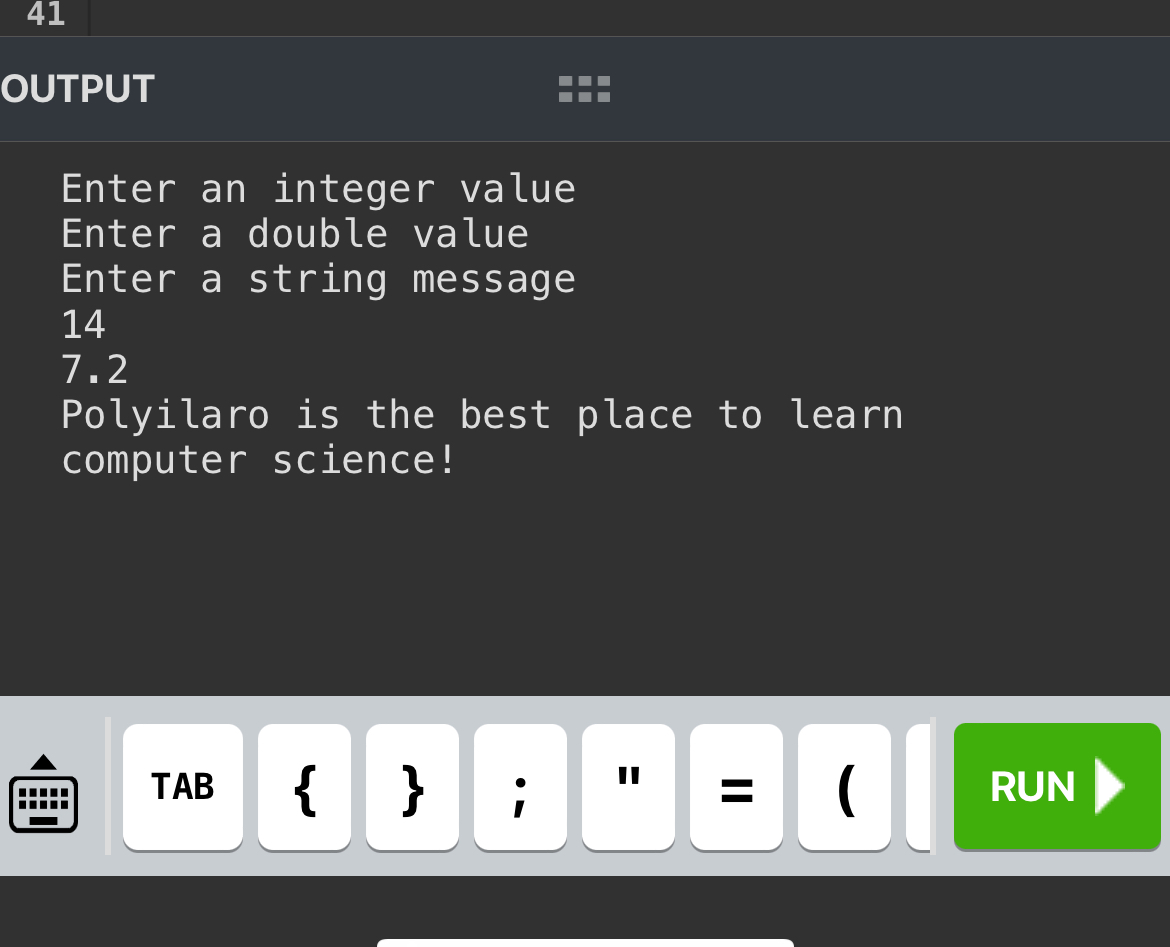 41
OUTPUT
Enter an integer value
Enter a double value
Enter a string message
14
7.2
Polyilaro is the best place to learn
computer science!
TAB { } ; " = ( RUN